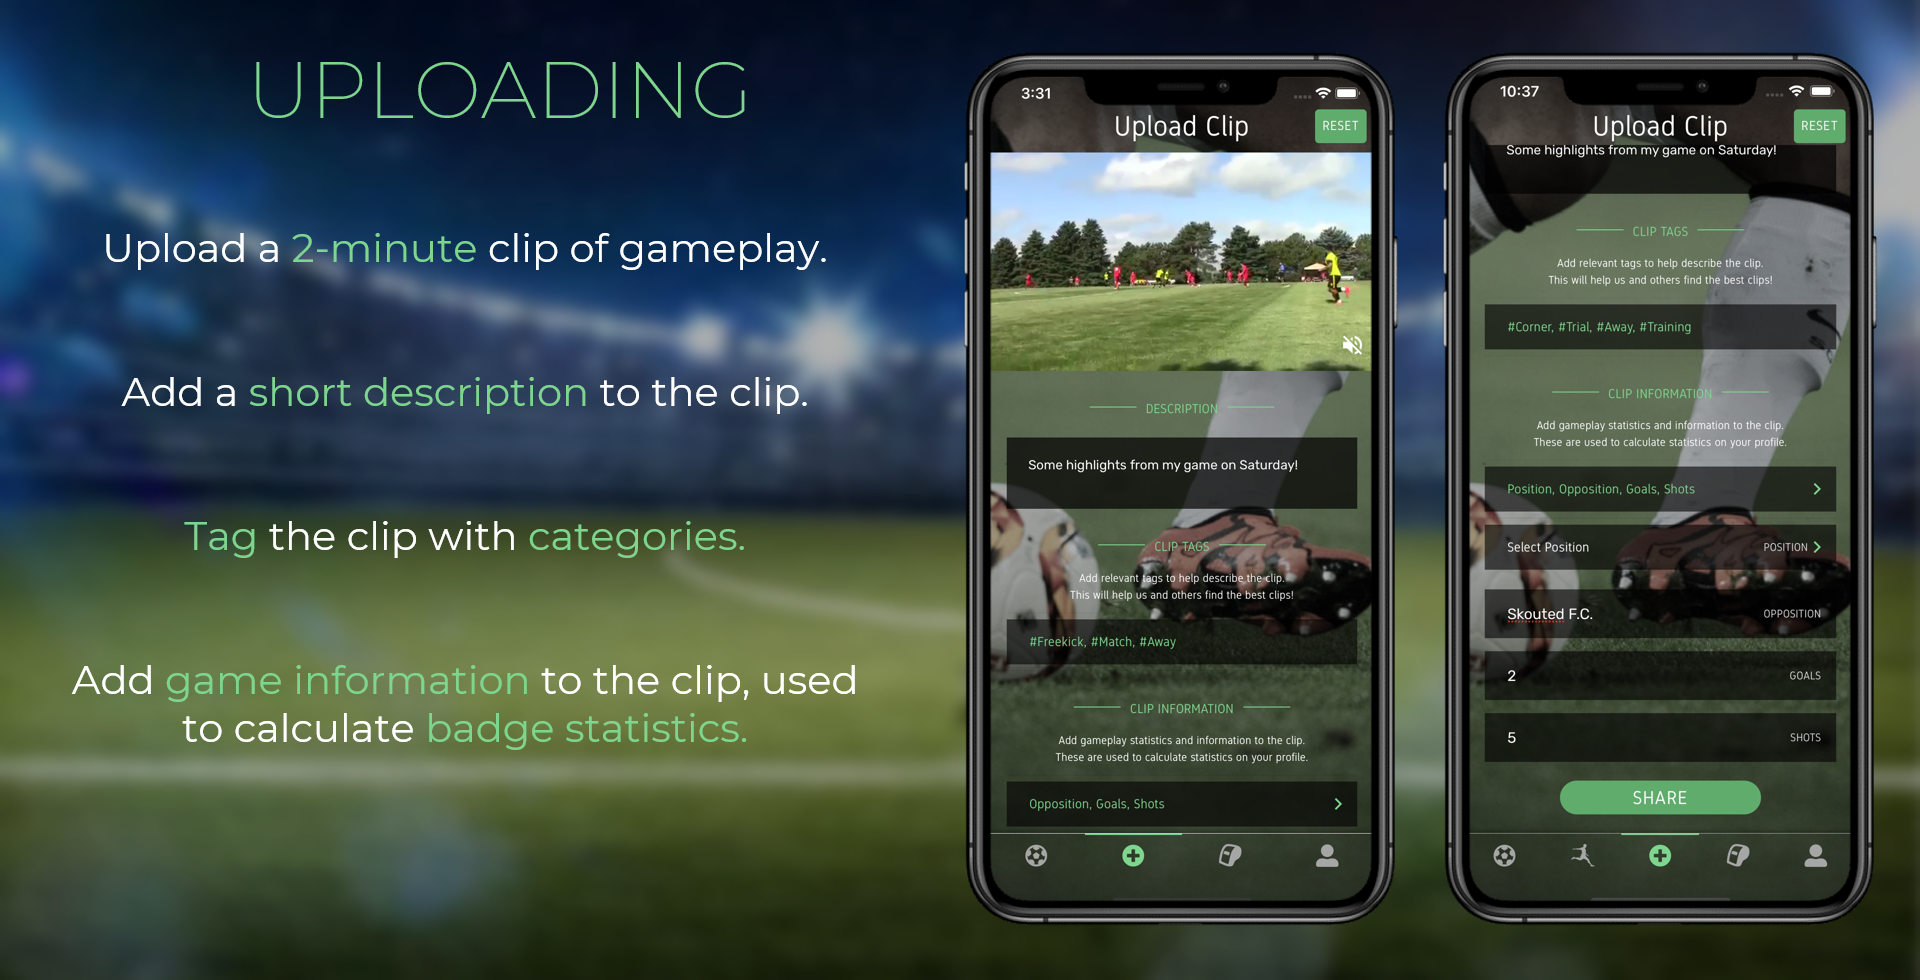 UPLOADING
Upload a 2-minute clip of gameplay.
Add a short description to the clip.
Tag the clip with categories.
Add game information to the clip, used
to calculate badge statistics.
3:31
Upload Clip
RESET
DESCRIPTION
Some highlights from my game on Saturday!
CLIP TAGS
Add relevant tags to help describe the clip.
This will help us and others find the best clips!
#Freekick, #Match, #Away
CLIP INFORMATION
Add gameplay statistics and information to the clip.
These are used to calculate statistics on your profile.
Opposition, Goals, Shots
10:37
Upload Clip
RESET
Some highlights from my game on Saturday!
CLIP TAGS
Add relevant tags to help describe the clip.
This will help us and others find the best clips!
#Corner, #Trial, #Away, #Training
CLIP INFORMATION
Add gameplay statistics and information to the clip.
These are used to calculate statistics on your profile.
Position, Opposition, Goals, Shots
Select Position POSITION
Skouted F.C. OPPOSITION
2 GOALS
5 SHOTS
SHARE